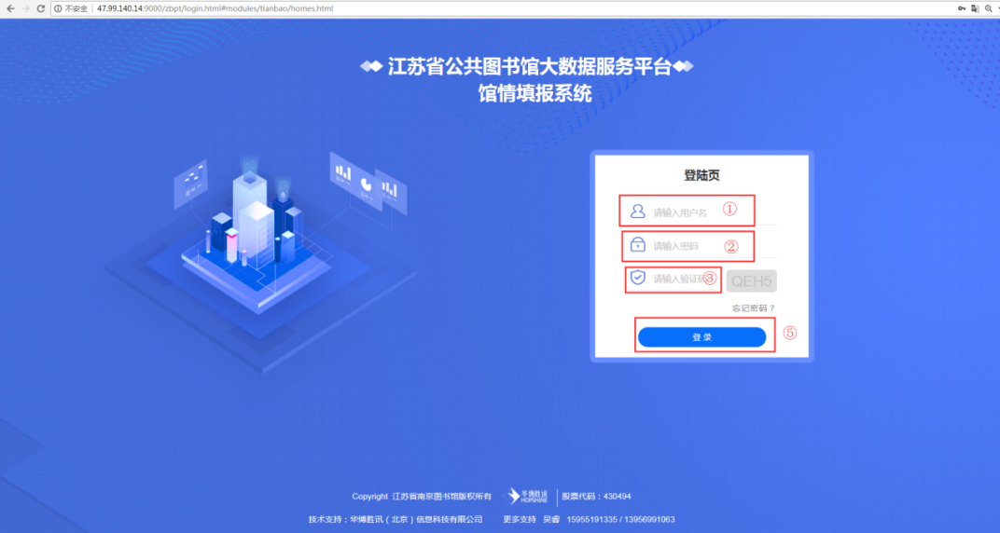 不安全 | 47.99.140.14:9000/zbpt/login.html#modules/tianbao/homes.html
江苏省公共图书馆大数据服务平台
馆情填报系统
登陆页
请输入用户名 ①
请输入密码 ②
请输入验证码 ③ QEH5
忘记密码？
登 录 ⑤
Copyright 江苏省南京图书馆版权所有 华博胜讯 HOPSHINE 股票代码：430494
技术支持：华博胜讯（北京）信息科技有限公司 更多支持 吴睿 15955191335 / 13956991063